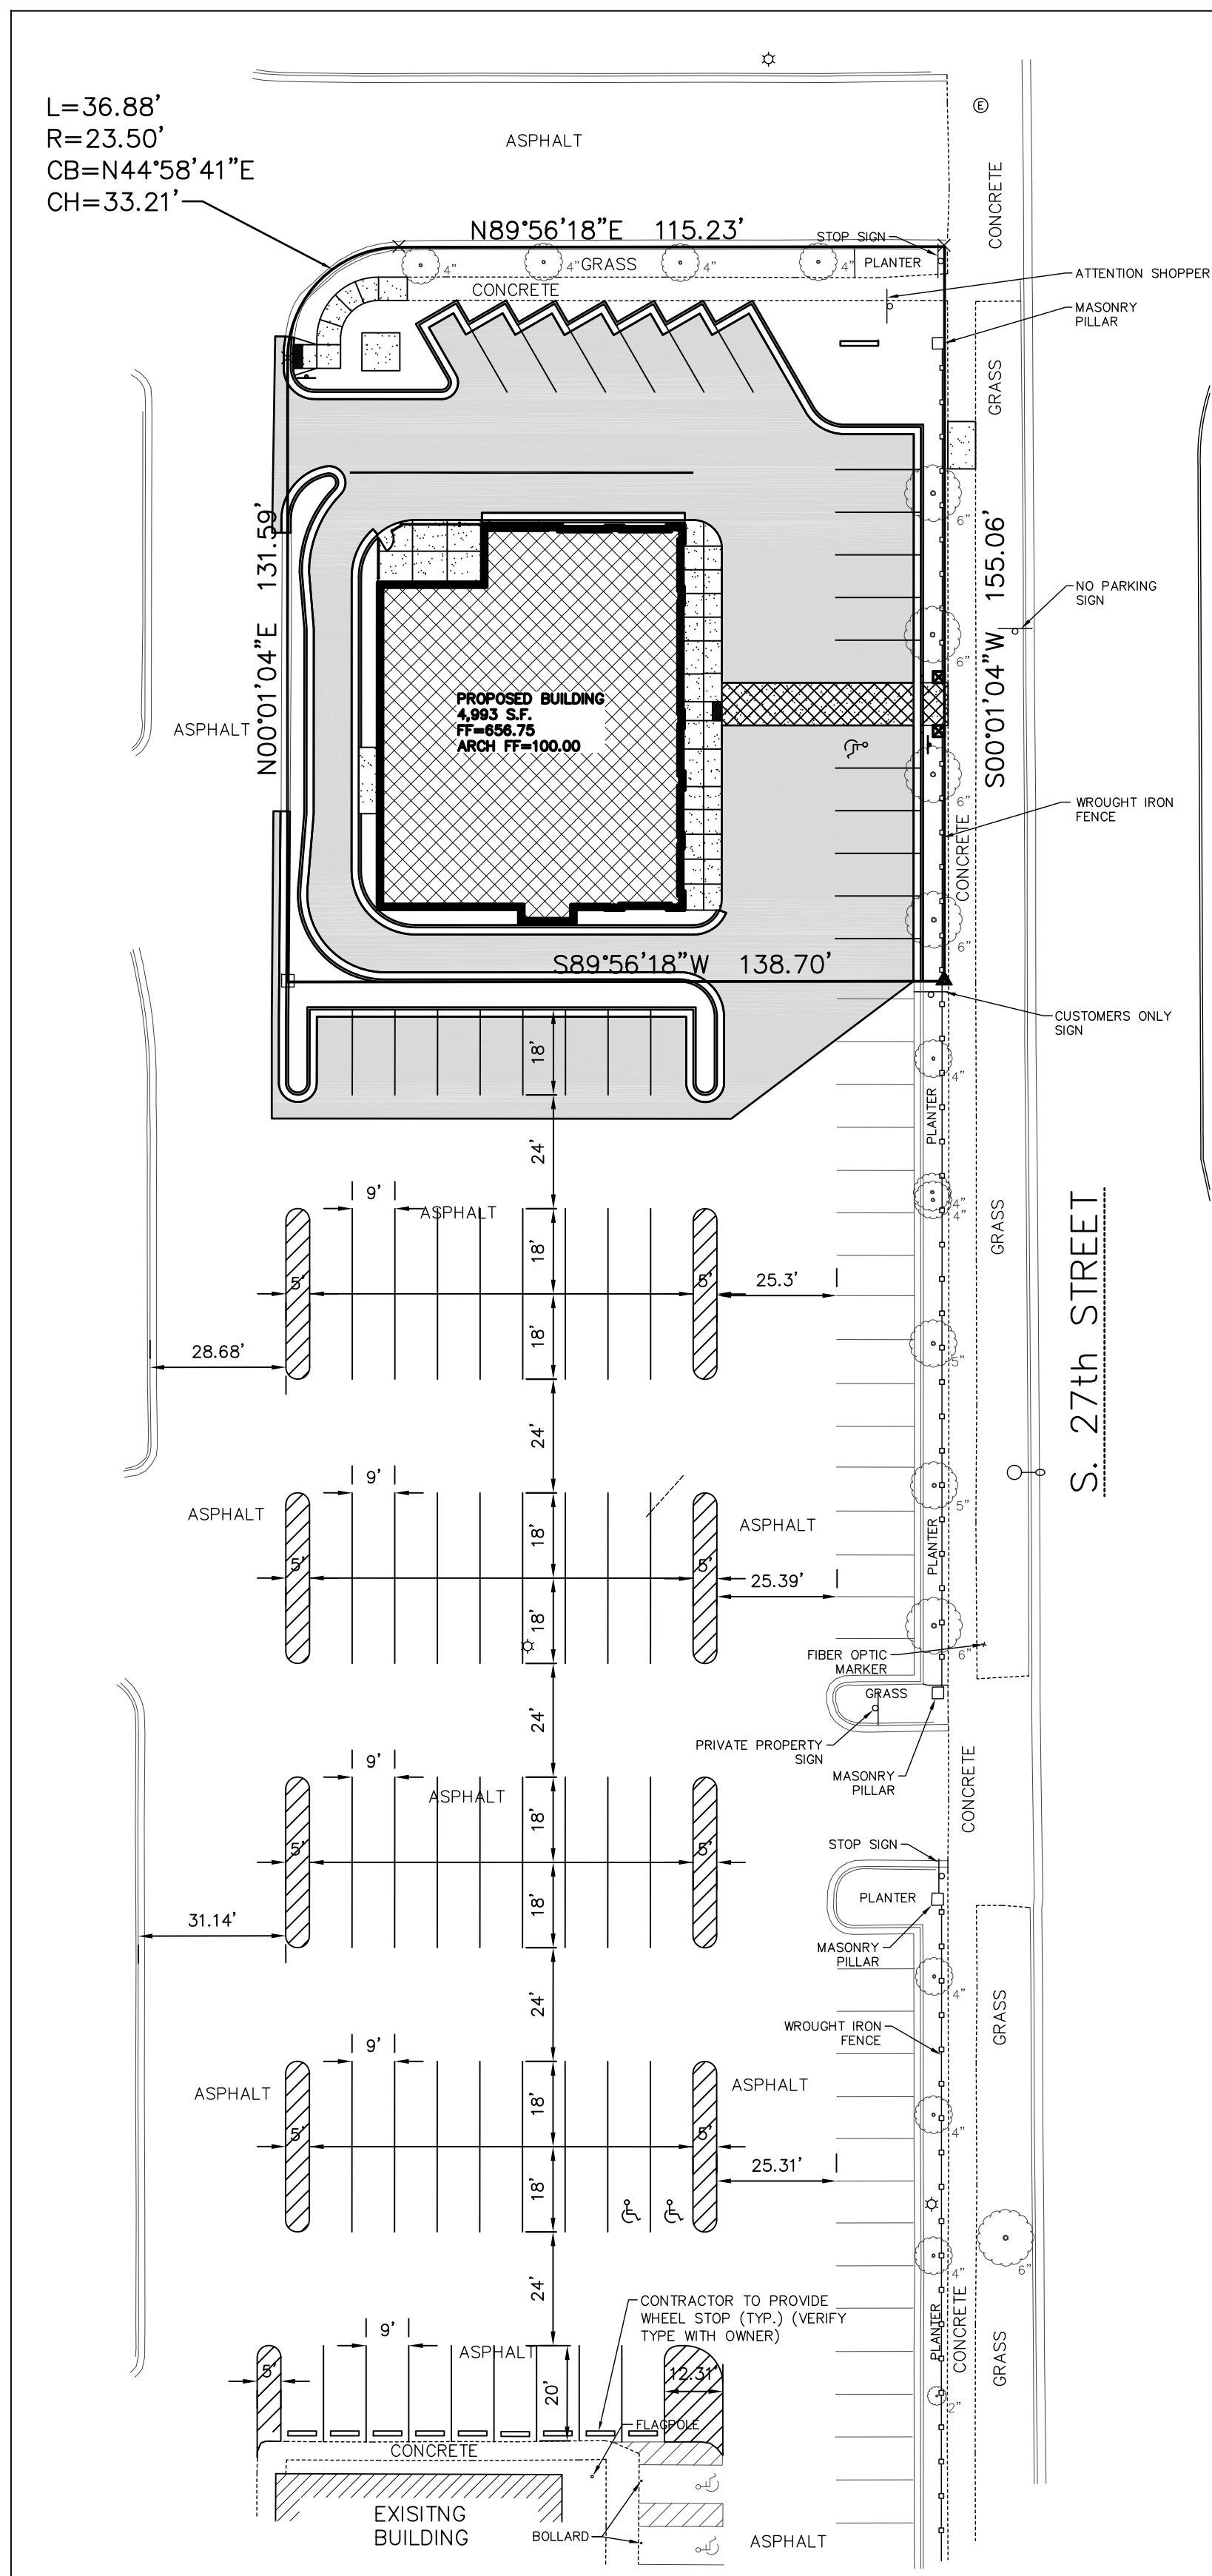 L=36.88'
R=23.50'
CB=N44°58'41"E
CH=33.21'
ASPHALT
E
CONCRETE
N89°56'18"E 115.23'
STOP SIGN
4"
4"
GRASS
4"
4"
PLANTER
CONCRETE
ATTENTION SHOPPER
MASONRY
PILLAR
GRASS
6"
N00°01'04"E 131.59'
S00°01'04"W 155.06'
NO PARKING
SIGN
6"
PROPOSED BUILDING
4,993 S.F.
FF=656.75
ARCH FF=100.00
ASPHALT
6"
WROUGHT IRON
FENCE
CONCRETE
6"
S89°56'18"W 138.70'
CUSTOMERS ONLY
SIGN
18'
4"
PLANTER
24'
9'
ASPHALT
4"
4"
GRASS
S. 27th STREET
18'
5'
5'
25.3'
18'
28.68'
5"
24'
9'
ASPHALT
18'
ASPHALT
5"
PLANTER
5'
5'
25.39'
18'
FIBER OPTIC
MARKER
6"
GRASS
24'
PRIVATE PROPERTY
SIGN
MASONRY
PILLAR
CONCRETE
9'
ASPHALT
18'
5'
5'
STOP SIGN
18'
PLANTER
31.14'
MASONRY
PILLAR
4"
GRASS
24'
WROUGHT IRON
FENCE
9'
ASPHALT
18'
ASPHALT
4"
5'
5'
25.31'
18'
4"
6"
24'
CONTRACTOR TO PROVIDE
WHEEL STOP (TYP.) (VERIFY
TYPE WITH OWNER)
PLANTER
CONCRETE
GRASS
9'
ASPHALT
5'
12.31'
20'
2"
FLAGPOLE
CONCRETE
EXISITNG
BUILDING
BOLLARD
ASPHALT